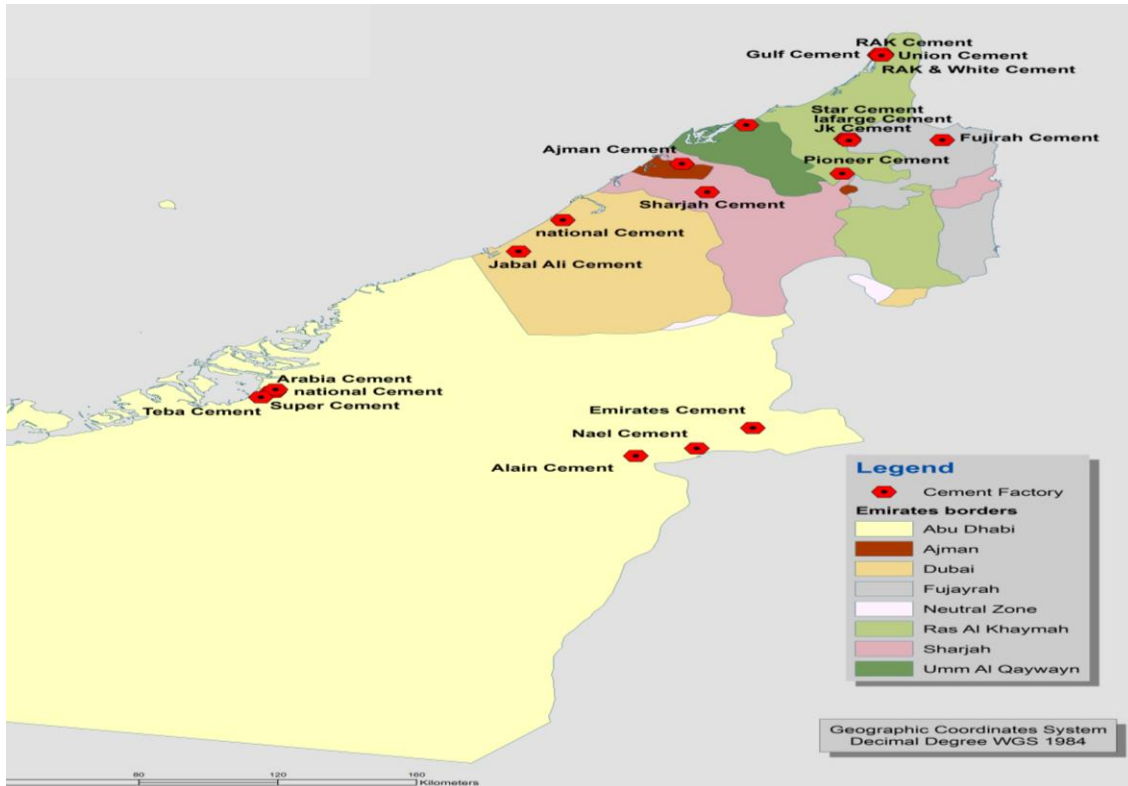 RAK Cement
Gulf Cement
Union Cement
RAK & White Cement
Star Cement
lafarge Cement
Jk Cement
Fujirah Cement
Ajman Cement
Pioneer Cement
Sharjah Cement
national Cement
Jabal Ali Cement
Arabia Cement
national Cement
Super Cement
Teba Cement
Emirates Cement
Nael Cement
Alain Cement
Legend
Cement Factory
Emirates borders
Abu Dhabi
Ajman
Dubai
Fujayrah
Neutral Zone
Ras Al Khaymah
Sharjah
Umm Al Qaywayn
Geographic Coordinates System
Decimal Degree WGS 1984
80 120 160
Kilometers